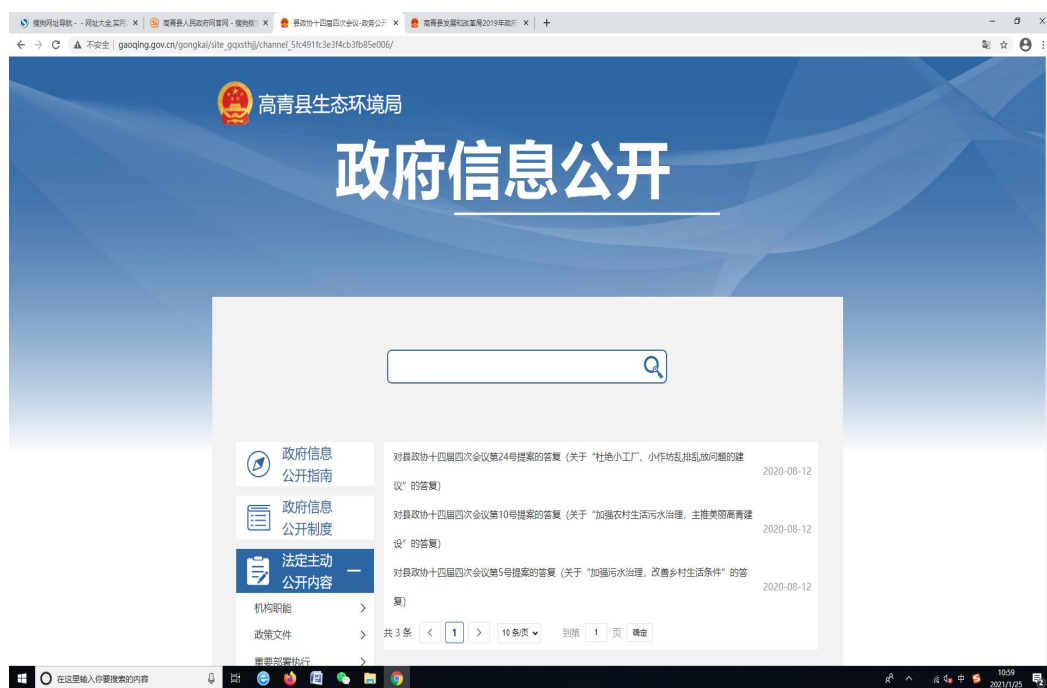 搜狗网址导航 - - 网址大全,实用
高青县人民政府网官网 - 搜狗搜
县政协十四届四次会议-政务公开
高青县发展和改革局2019年政府
不安全 | gaoqing.gov.cn/gongkai/site_gqxsthjj/channel_5fc491fc3e3f4cb3fb85e006/
高青县生态环境局
政府信息公开
政府信息
公开指南
政府信息
公开制度
法定主动
公开内容
机构职能
政策文件
重要部署执行
对县政协十四届四次会议第24号提案的答复（关于“杜绝小工厂、小作坊乱排乱放问题的建
议”的答复）
2020-08-12
对县政协十四届四次会议第10号提案的答复（关于“加强农村生活污水治理，主推美丽高青建
设”的答复）
2020-08-12
对县政协十四届四次会议第5号提案的答复（关于“加强污水治理，改善乡村生活条件”的答
复）
2020-08-12
共 3 条 < 1 > 10 条/页 到第 1 页 确定
在这里输入你要搜索的内容
中
10:59
2021/1/25